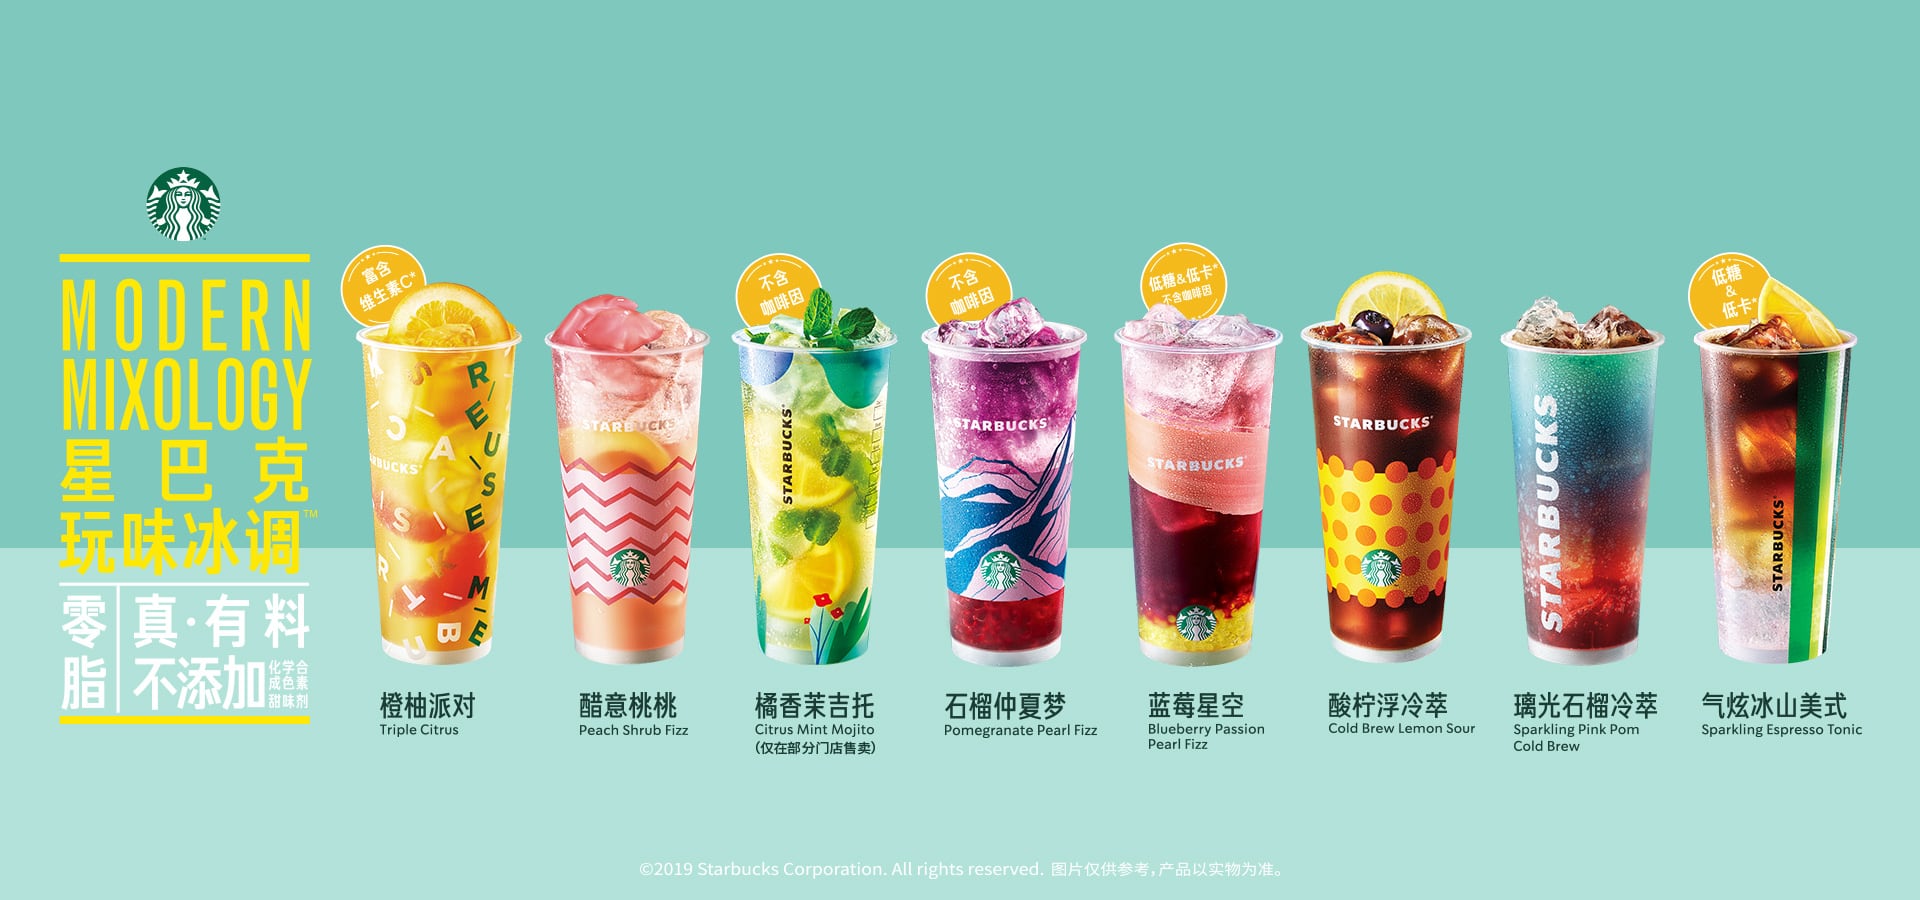 MODERN
MIXOLOGY
星巴克
玩味冰调™
零脂
真·有料
不添加
化学合
成色素
甜味剂
富含
维生素C*
STARBUCKS
REUSE ME
橙柚派对
Triple Citrus
STARBUCKS
醋意桃桃
Peach Shrub Fizz
不含
咖啡因
STARBUCKS
橘香茉吉托
Citrus Mint Mojito
(仅在部分门店售卖)
不含
咖啡因
STARBUCKS
石榴仲夏梦
Pomegranate Pearl Fizz
低糖&低卡*
不含咖啡因
STARBUCKS
蓝莓星空
Blueberry Passion
Pearl Fizz
STARBUCKS
酸柠浮冷萃
Cold Brew Lemon Sour
STARBUCKS
璃光石榴冷萃
Sparkling Pink Pom
Cold Brew
低糖
&
低卡*
STARBUCKS
气炫冰山美式
Sparkling Espresso Tonic
©2019 Starbucks Corporation. All rights reserved. 图片仅供参考,产品以实物为准。